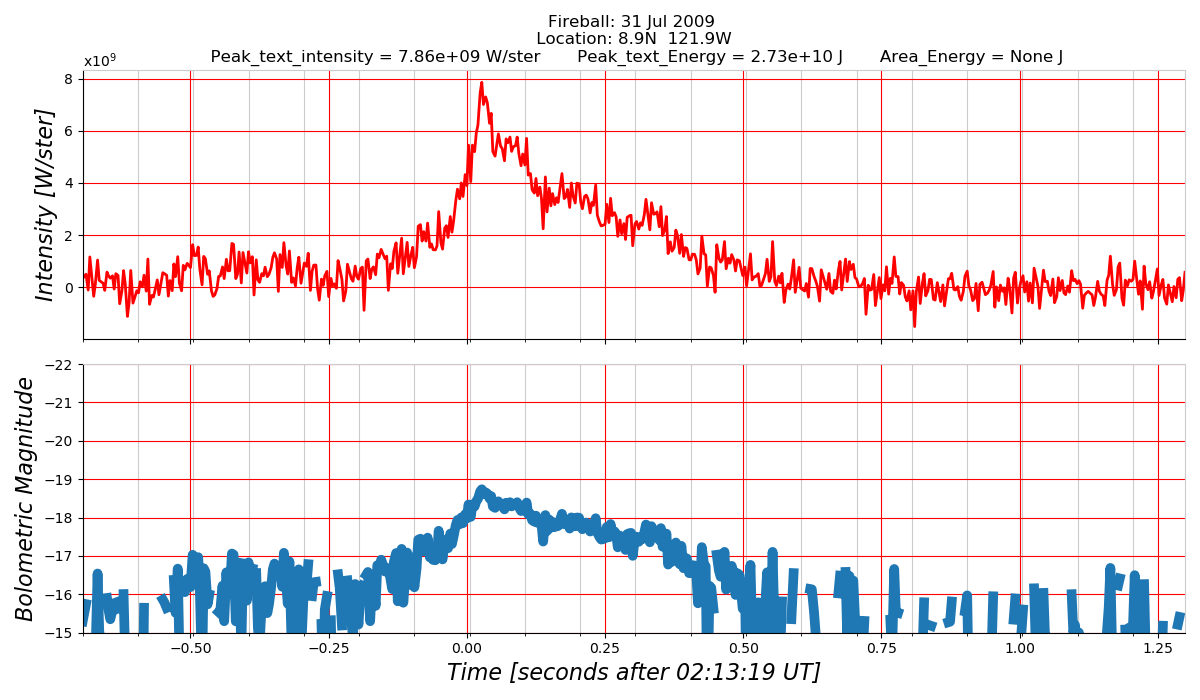 Fireball: 31 Jul 2009
Location: 8.9N  121.9W
Peak_text_intensity = 7.86e+09 W/ster       Peak_text_Energy = 2.73e+10 J       Area_Energy = None J
x10⁹
8
6
4
2
0
Intensity [W/ster]
−22
−21
−20
−19
−18
−17
−16
−15
Bolometric Magnitude
−0.50 −0.25 0.00 0.25 0.50 0.75 1.00 1.25
Time [seconds after 02:13:19 UT]